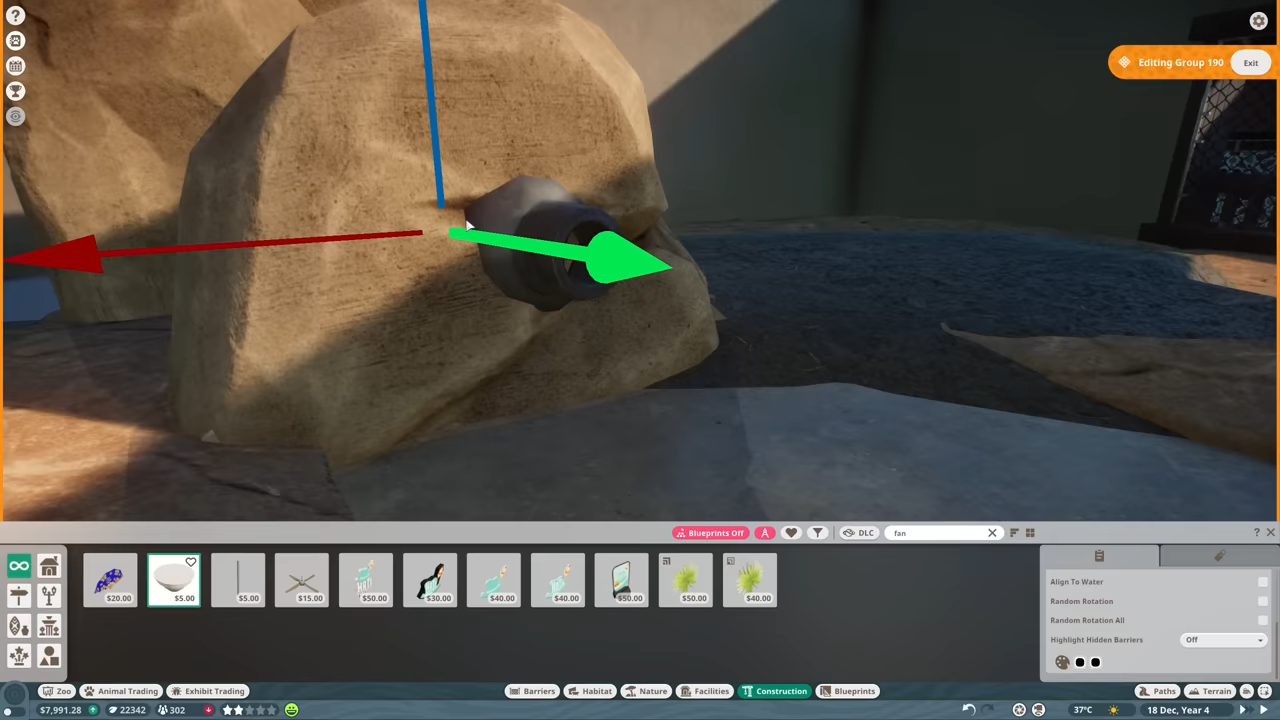 ?
Editing Group 190
Exit
Blueprints Off
DLC
fan
?
$20.00
$5.00
$5.00
$15.00
$50.00
$30.00
$40.00
$40.00
$50.00
$50.00
$40.00
Align To Water
Random Rotation
Random Rotation All
Highlight Hidden Barriers
Off
Zoo
Animal Trading
Exhibit Trading
Barriers
Habitat
Nature
Facilities
Construction
Blueprints
Paths
Terrain
$7,991.28
22342
302
37°C
18 Dec, Year 4